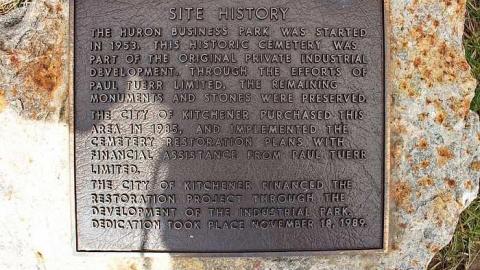 SITE HISTORY
THE HURON BUSINESS PARK WAS STARTED
IN 1953. THIS HISTORIC CEMETERY WAS
PART OF THE ORIGINAL PRIVATE INDUSTRIAL
DEVELOPMENT. THROUGH THE EFFORTS OF
PAUL TUERR LIMITED, THE REMAINING
MONUMENTS AND STONES WERE PRESERVED.
THE CITY OF KITCHENER PURCHASED THIS
AREA IN 1985, AND IMPLEMENTED THE
CEMETERY RESTORATION PLANS WITH
FINANCIAL ASSISTANCE FROM PAUL TUERR
LIMITED.
THE CITY OF KITCHENER FINANCED THE
RESTORATION PROJECT THROUGH THE
DEVELOPMENT OF THE INDUSTRIAL PARK.
DEDICATION TOOK PLACE NOVEMBER 18, 1989.